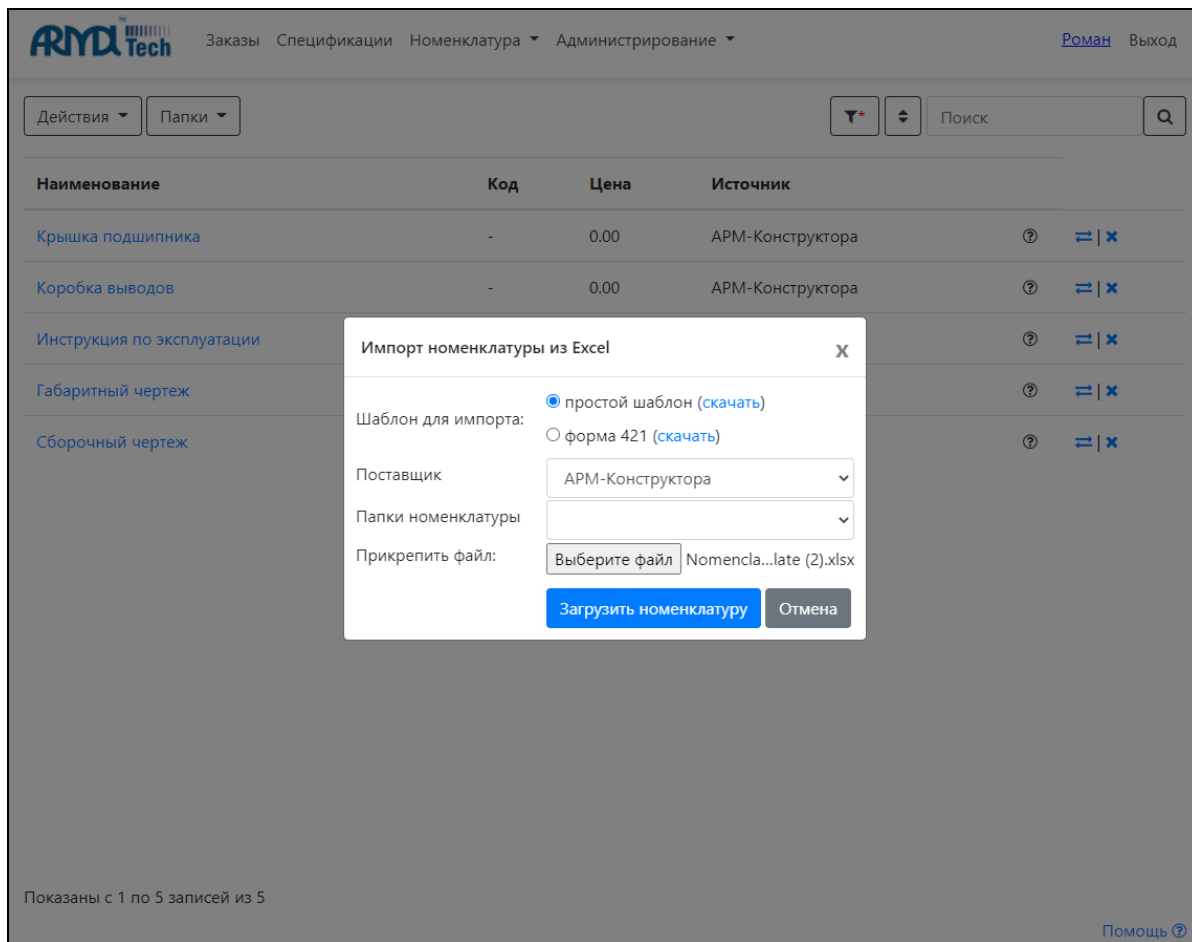 ARMA Tech
Заказы Спецификации Номенклатура Администрирование Роман Выход
Действия Папки * Поиск
Наименование Код Цена Источник
Крышка подшипника - 0.00 АРМ-Конструктора
Коробка выводов - 0.00 АРМ-Конструктора
Инструкция по эксплуатации
Габаритный чертеж
Сборочный чертеж
Импорт номенклатуры из Excel x
Шаблон для импорта:
простой шаблон (скачать)
форма 421 (скачать)
Поставщик АРМ-Конструктора
Папки номенклатуры
Прикрепить файл: Выберите файл Nomencla...late (2).xlsx
Загрузить номенклатуру Отмена
Показаны с 1 по 5 записей из 5
Помощь